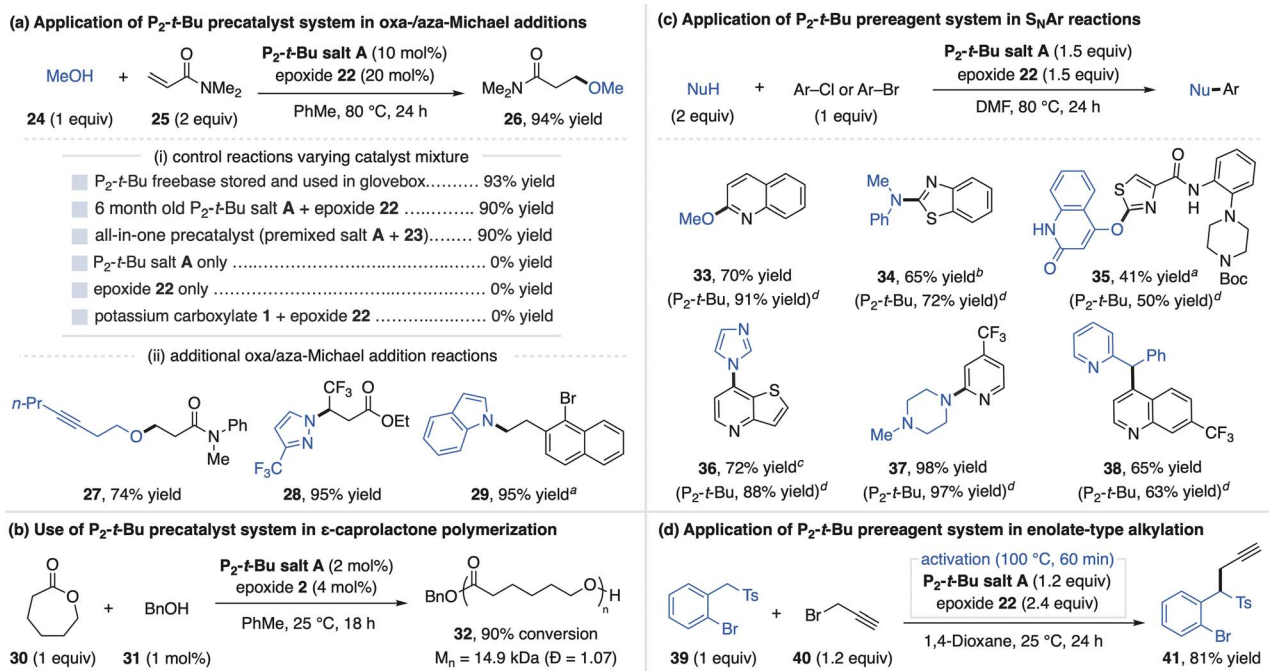 (a) Application of P₂-t-Bu precatalyst system in oxa-/aza-Michael additions
MeOH
+
O
NMe₂
P₂-t-Bu salt A (10 mol%)
epoxide 22 (20 mol%)
PhMe, 80 °C, 24 h
O
Me₂N
OMe
24 (1 equiv)
25 (2 equiv)
26, 94% yield
(i) control reactions varying catalyst mixture
P₂-t-Bu freebase stored and used in glovebox.......... 93% yield
6 month old P₂-t-Bu salt A + epoxide 22 ............. 90% yield
all-in-one precatalyst (premixed salt A + 23)....... 90% yield
P₂-t-Bu salt A only ................................................ 0% yield
epoxide 22 only .................................................... 0% yield
potassium carboxylate 1 + epoxide 22 .................... 0% yield
(ii) additional oxa/aza-Michael addition reactions
n-Pr
O
O
N
Ph
Me
27, 74% yield
CF₃
O
N
N
OEt
F₃C
28, 95% yield
N
Br
29, 95% yieldᵃ
(b) Use of P₂-t-Bu precatalyst system in ε-caprolactone polymerization
O
O
+
BnOH
P₂-t-Bu salt A (2 mol%)
epoxide 2 (4 mol%)
PhMe, 25 °C, 18 h
BnO
O
O
H
n
30 (1 equiv)
31 (1 mol%)
32, 90% conversion
Mₙ = 14.9 kDa (Đ = 1.07)
(c) Application of P₂-t-Bu prereagent system in SNAr reactions
NuH
(2 equiv)
+
Ar–Cl or Ar–Br
(1 equiv)
P₂-t-Bu salt A (1.5 equiv)
epoxide 22 (1.5 equiv)
DMF, 80 °C, 24 h
Nu–Ar
MeO
N
33, 70% yield
(P₂-t-Bu, 91% yield)ᵈ
Me
N
Ph
N
S
34, 65% yieldᵇ
(P₂-t-Bu, 72% yield)ᵈ
HN
O
O
S
N
O
N
H
N
N
Boc
35, 41% yieldᵃ
(P₂-t-Bu, 50% yield)ᵈ
N
N
S
N
36, 72% yieldᶜ
(P₂-t-Bu, 88% yield)ᵈ
CF₃
N
N
N
Me
37, 98% yield
(P₂-t-Bu, 97% yield)ᵈ
N
Ph
N
CF₃
38, 65% yield
(P₂-t-Bu, 63% yield)ᵈ
(d) Application of P₂-t-Bu prereagent system in enolate-type alkylation
Ts
Br
+
Br
activation (100 °C, 60 min)
P₂-t-Bu salt A (1.2 equiv)
epoxide 22 (2.4 equiv)
1,4-Dioxane, 25 °C, 24 h
Ts
Br
39 (1 equiv)
40 (1.2 equiv)
41, 81% yield